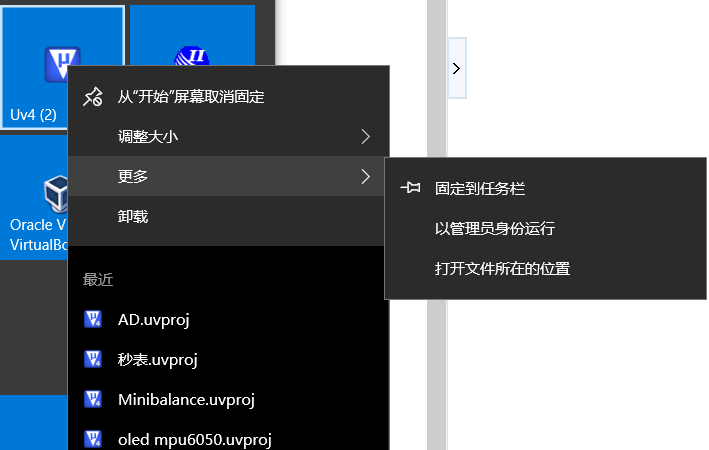 Uv4 (2)
从“开始”屏幕取消固定
调整大小
更多
卸载
固定到任务栏
以管理员身份运行
打开文件所在的位置
Oracle V
VirtualBo
最近
AD.uvproj
秒表.uvproj
Minibalance.uvproj
oled mpu6050.uvproj